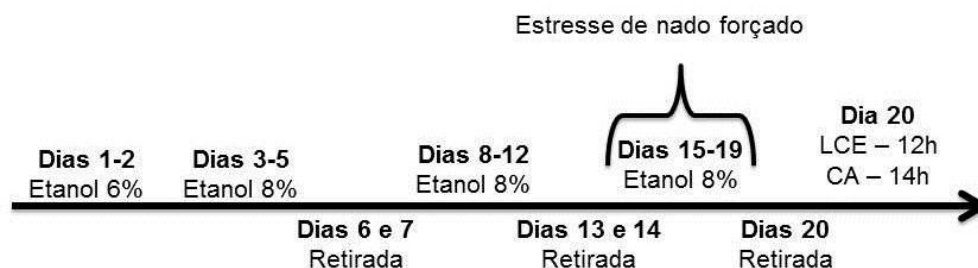 Estresse de nado forçado
Dias 1-2
Etanol 6%
Dias 3-5
Etanol 8%
Dias 6 e 7
Retirada
Dias 8-12
Etanol 8%
Dias 13 e 14
Retirada
Dias 15-19
Etanol 8%
Dias 20
Retirada
Dia 20
LCE – 12h
CA – 14h